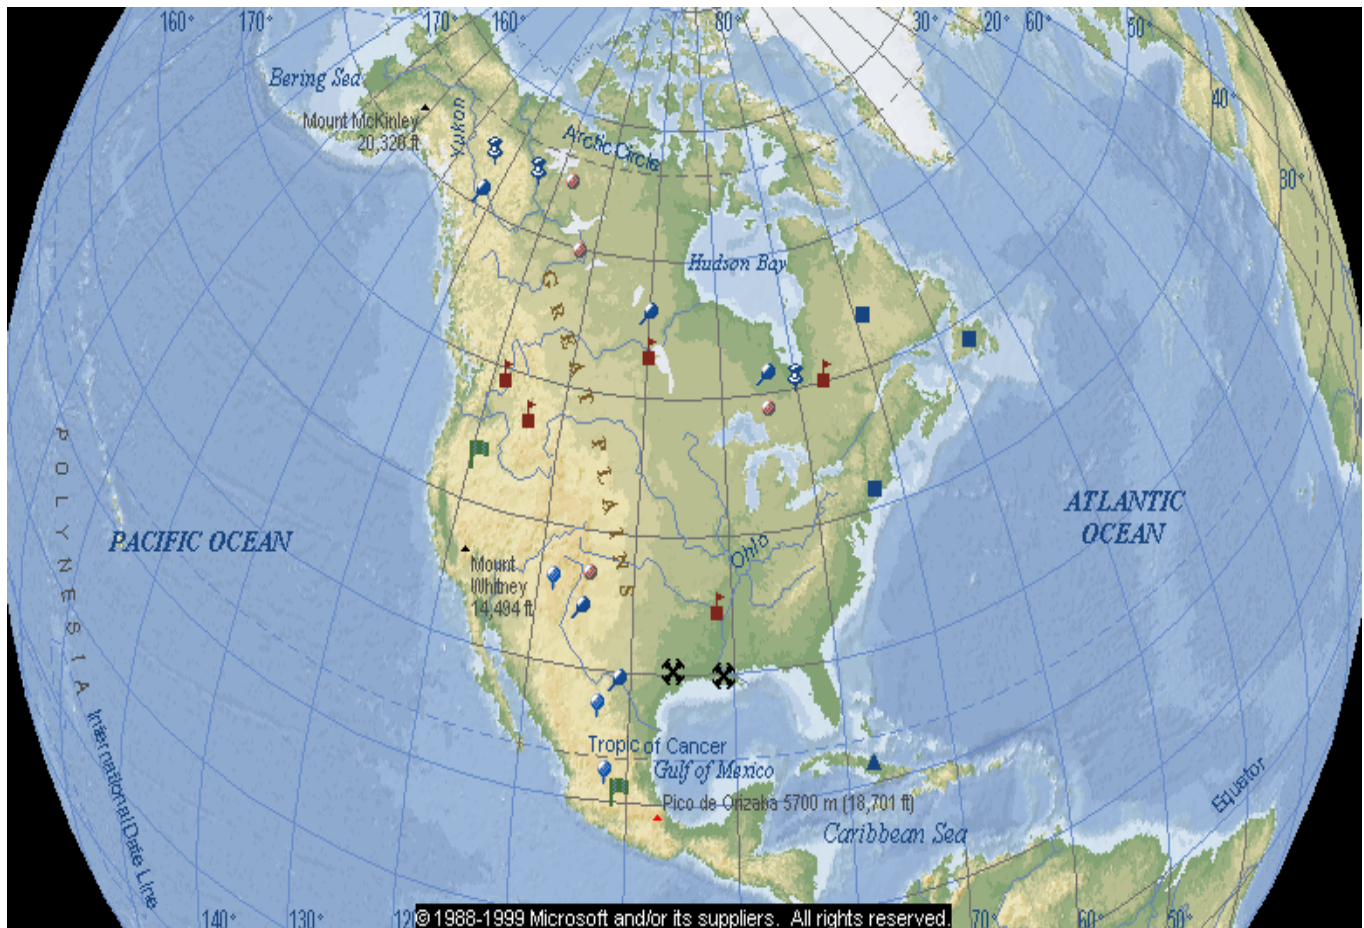 160°
170°
170°
160°
80°
30°
20°
60°
50°
Bering Sea
40°
Mount McKinley
20,320 ft
Yukon
Arctic Circle
30°
Hudson Bay
GREAT PLAINS
POLYNESIA
PACIFIC OCEAN
ATLANTIC
OCEAN
Ohio
Mount
Whitney
14,494 ft
International Date Line
Tropic of Cancer
Gulf of Mexico
Pico de Orizaba 5700 m (18,701 ft)
Caribbean Sea
Equator
140°
130°
70°
60°
50°
© 1988-1999 Microsoft and/or its suppliers. All rights reserved.